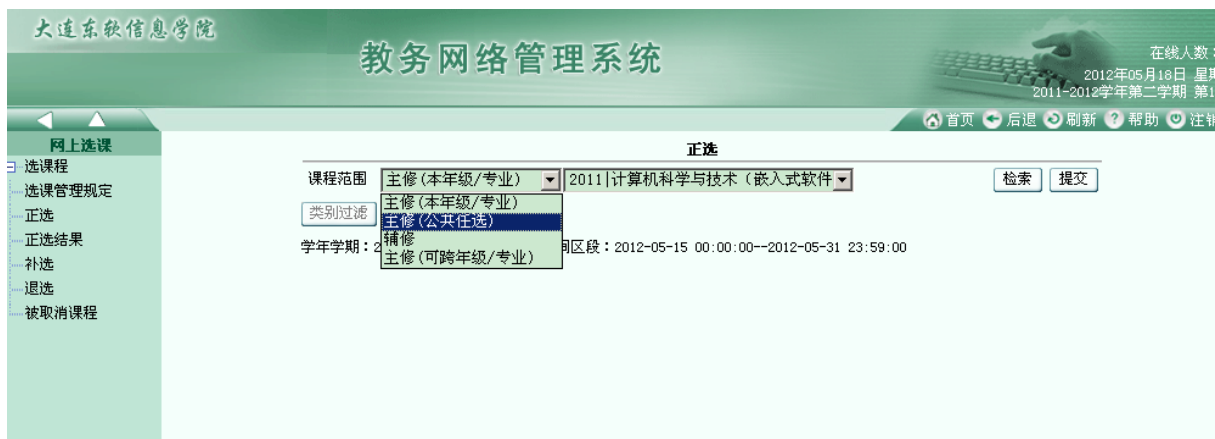 大连东软信息学院
教务网络管理系统
在线人数
2012年05月18日 星
2011-2012学年第二学期 第1
首页 后退 刷新 帮助 注
网上选课
选课程
选课管理规定
正选
正选结果
补选
退选
被取消课程
正选
课程范围 主修(本年级/专业) 2011|计算机科学与技术(嵌入式软件 检索 提交
主修(本年级/专业)
类别过滤 主修(公共任选)
辅修
学年学期:2 间区段:2012-05-15 00:00:00--2012-05-31 23:59:00
主修(可跨年级/专业)